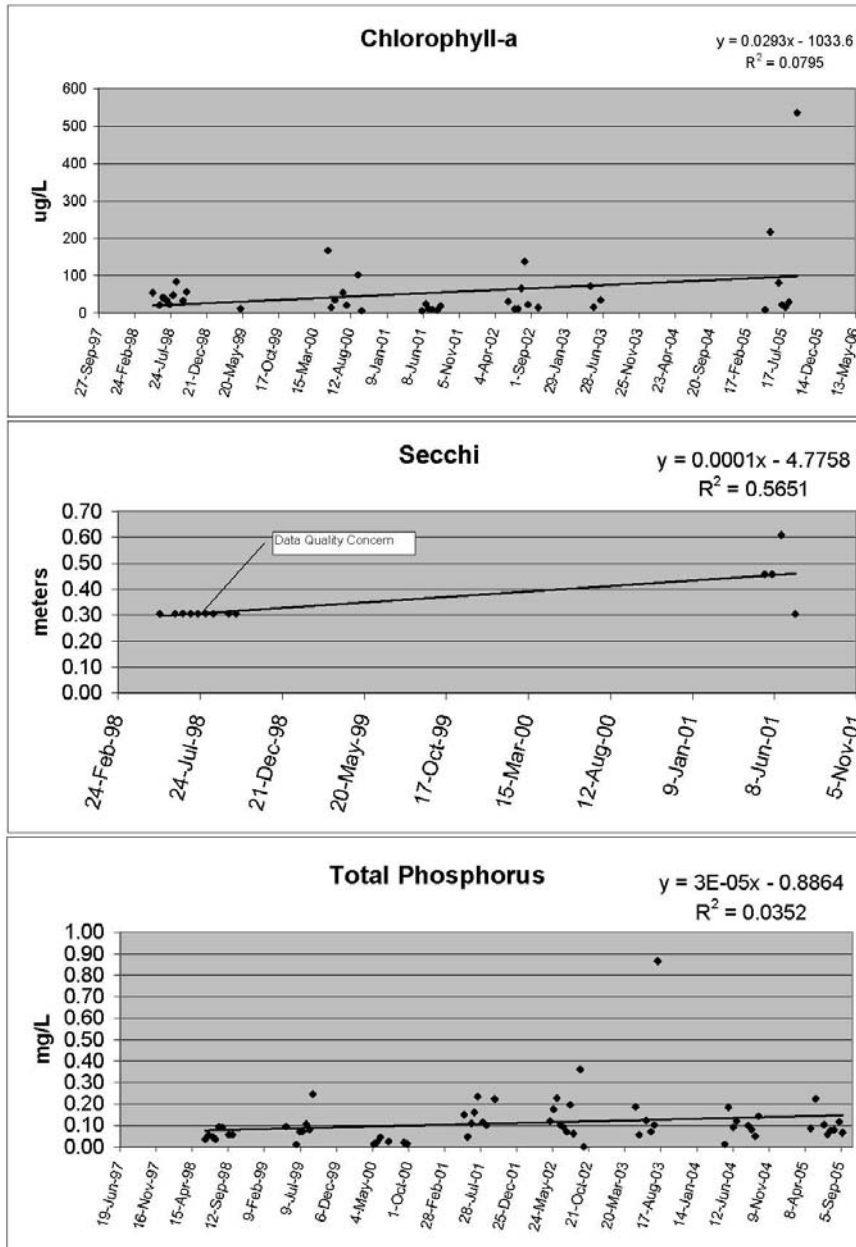 Chlorophyll-a
y = 0.0293x - 1033.6
R² = 0.0795
600
500
400
300
200
100
0
ug/L
27-Sep-97
24-Feb-98
24-Jul-98
21-Dec-98
20-May-99
17-Oct-99
15-Mar-00
12-Aug-00
9-Jan-01
8-Jun-01
5-Nov-01
4-Apr-02
1-Sep-02
29-Jan-03
28-Jun-03
25-Nov-03
23-Apr-04
20-Sep-04
17-Feb-05
17-Jul-05
14-Dec-05
13-May-06
Secchi
y = 0.0001x - 4.7758
R² = 0.5651
0.70
0.60
0.50
0.40
0.30
0.20
0.10
0.00
meters
Data Quality Concern
24-Feb-98
24-Jul-98
21-Dec-98
20-May-99
17-Oct-99
15-Mar-00
12-Aug-00
9-Jan-01
8-Jun-01
5-Nov-01
Total Phosphorus
y = 3E-05x - 0.8864
R² = 0.0352
1.00
0.90
0.80
0.70
0.60
0.50
0.40
0.30
0.20
0.10
0.00
mg/L
19-Jun-97
16-Nov-97
15-Apr-98
12-Sep-98
9-Feb-99
9-Jul-99
6-Dec-99
4-May-00
1-Oct-00
28-Feb-01
28-Jul-01
25-Dec-01
24-May-02
21-Oct-02
20-Mar-03
17-Aug-03
14-Jan-04
12-Jun-04
9-Nov-04
8-Apr-05
5-Sep-05